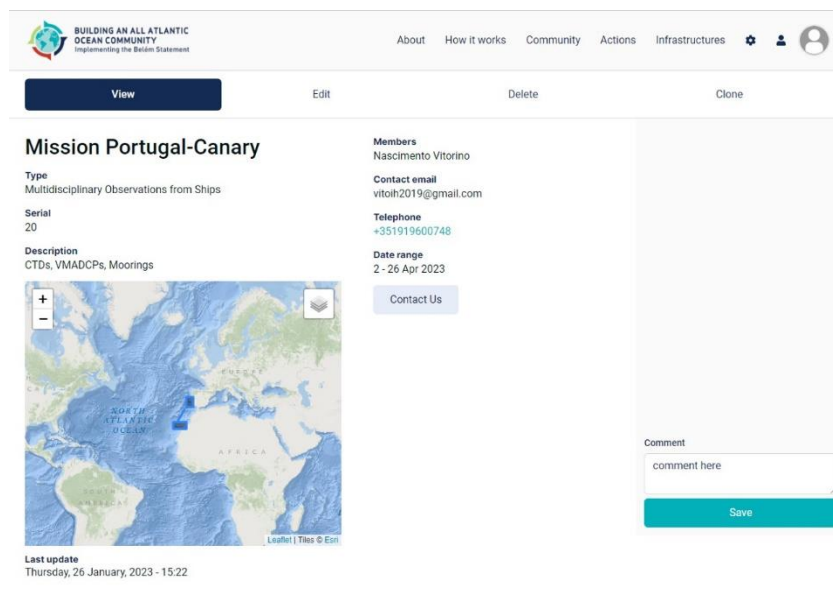 BUILDING AN ALL ATLANTIC
OCEAN COMMUNITY
Implementing the Belém Statement
About How it works Community Actions Infrastructures
View Edit Delete Clone
Mission Portugal-Canary
Type
Multidisciplinary Observations from Ships
Serial
20
Description
CTDs, VMADCPs, Moorings
+
−
EUROPE
NORTH
ATLANTIC
OCEAN
AFRICA
SOUTH
AMERICA
Leaflet | Tiles © Esri
Last update
Thursday, 26 January, 2023 - 15:22
Members
Nascimento Vitorino
Contact email
vitoih2019@gmail.com
Telephone
+351919600748
Date range
2 - 26 Apr 2023
Contact Us
Comment
comment here
Save